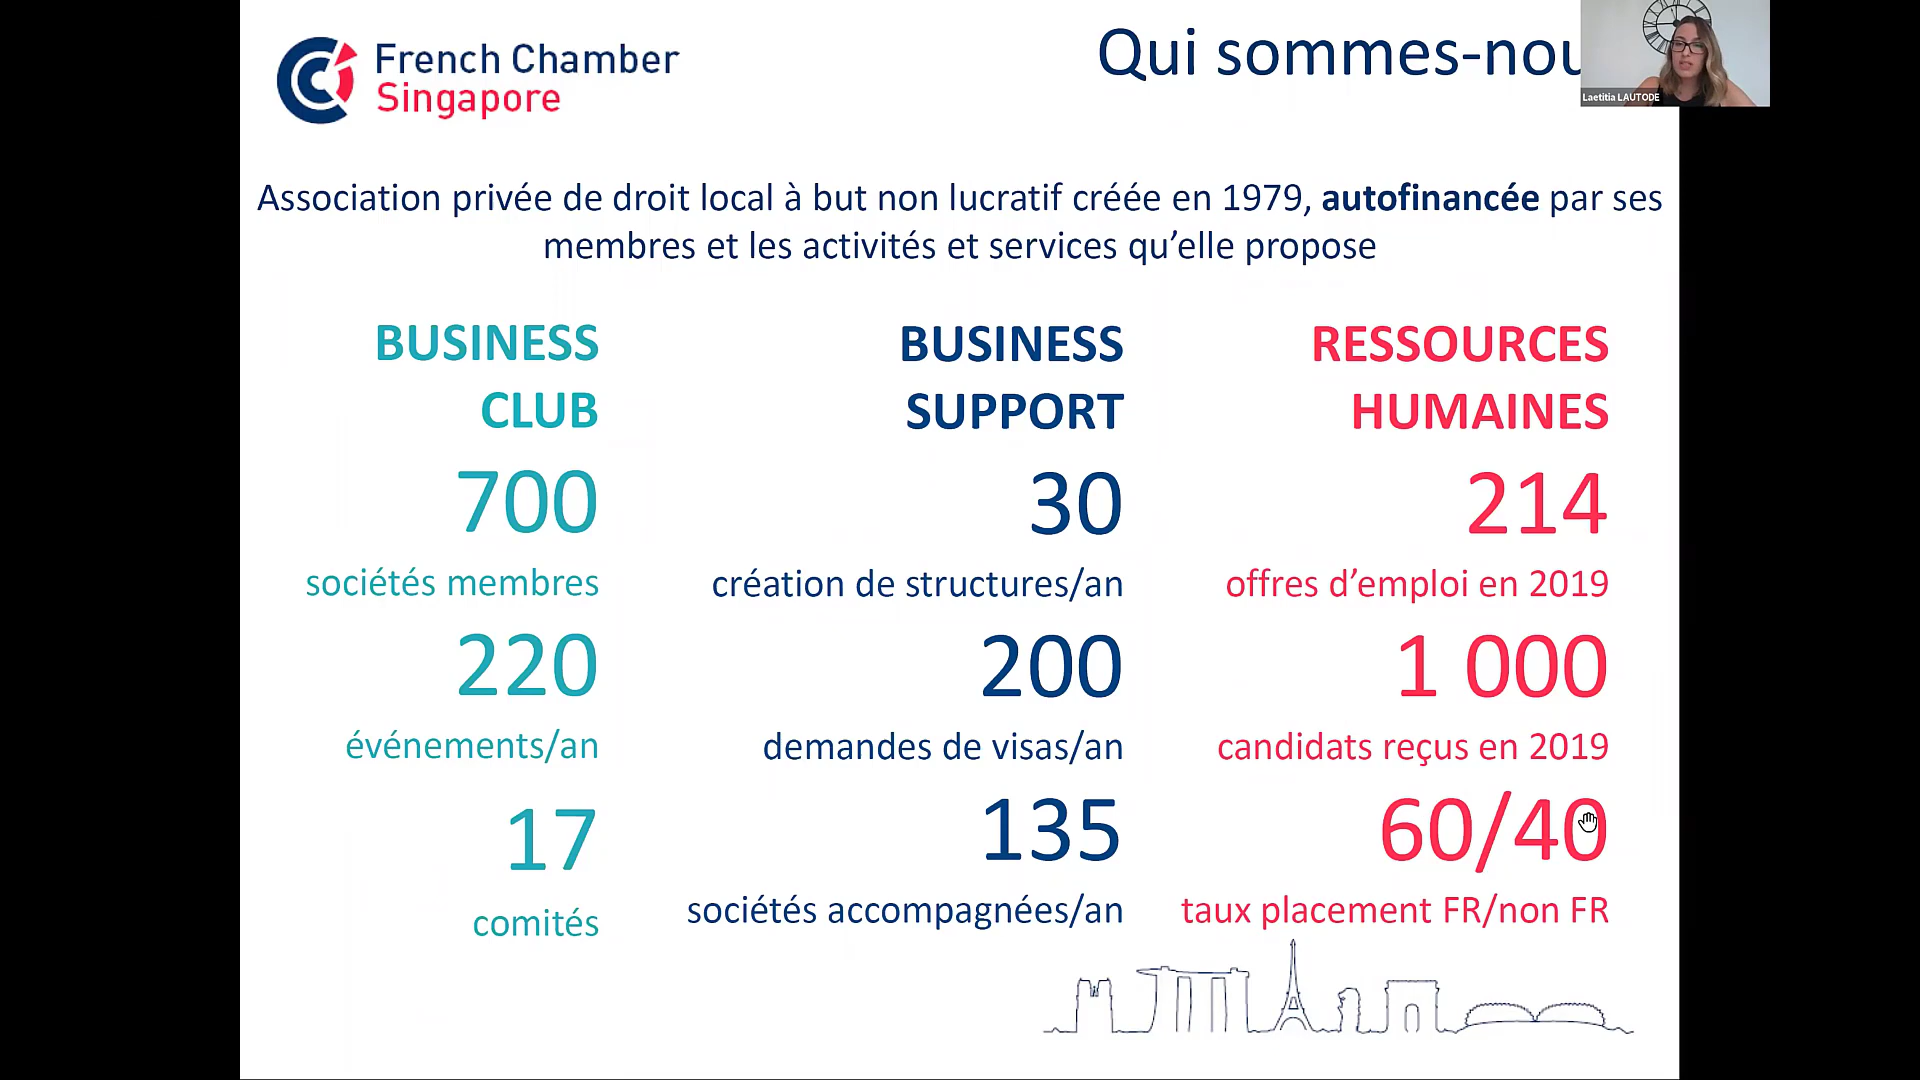 French Chamber
Singapore
Qui sommes-nou
Laetitia LAUTODE
Association privée de droit local à but non lucratif créée en 1979, autofinancée par ses
membres et les activités et services qu’elle propose
BUSINESS
CLUB
700
sociétés membres
220
événements/an
17
comités
BUSINESS
SUPPORT
30
création de structures/an
200
demandes de visas/an
135
sociétés accompagnées/an
RESSOURCES
HUMAINES
214
offres d’emploi en 2019
1 000
candidats reçus en 2019
60/40
taux placement FR/non FR